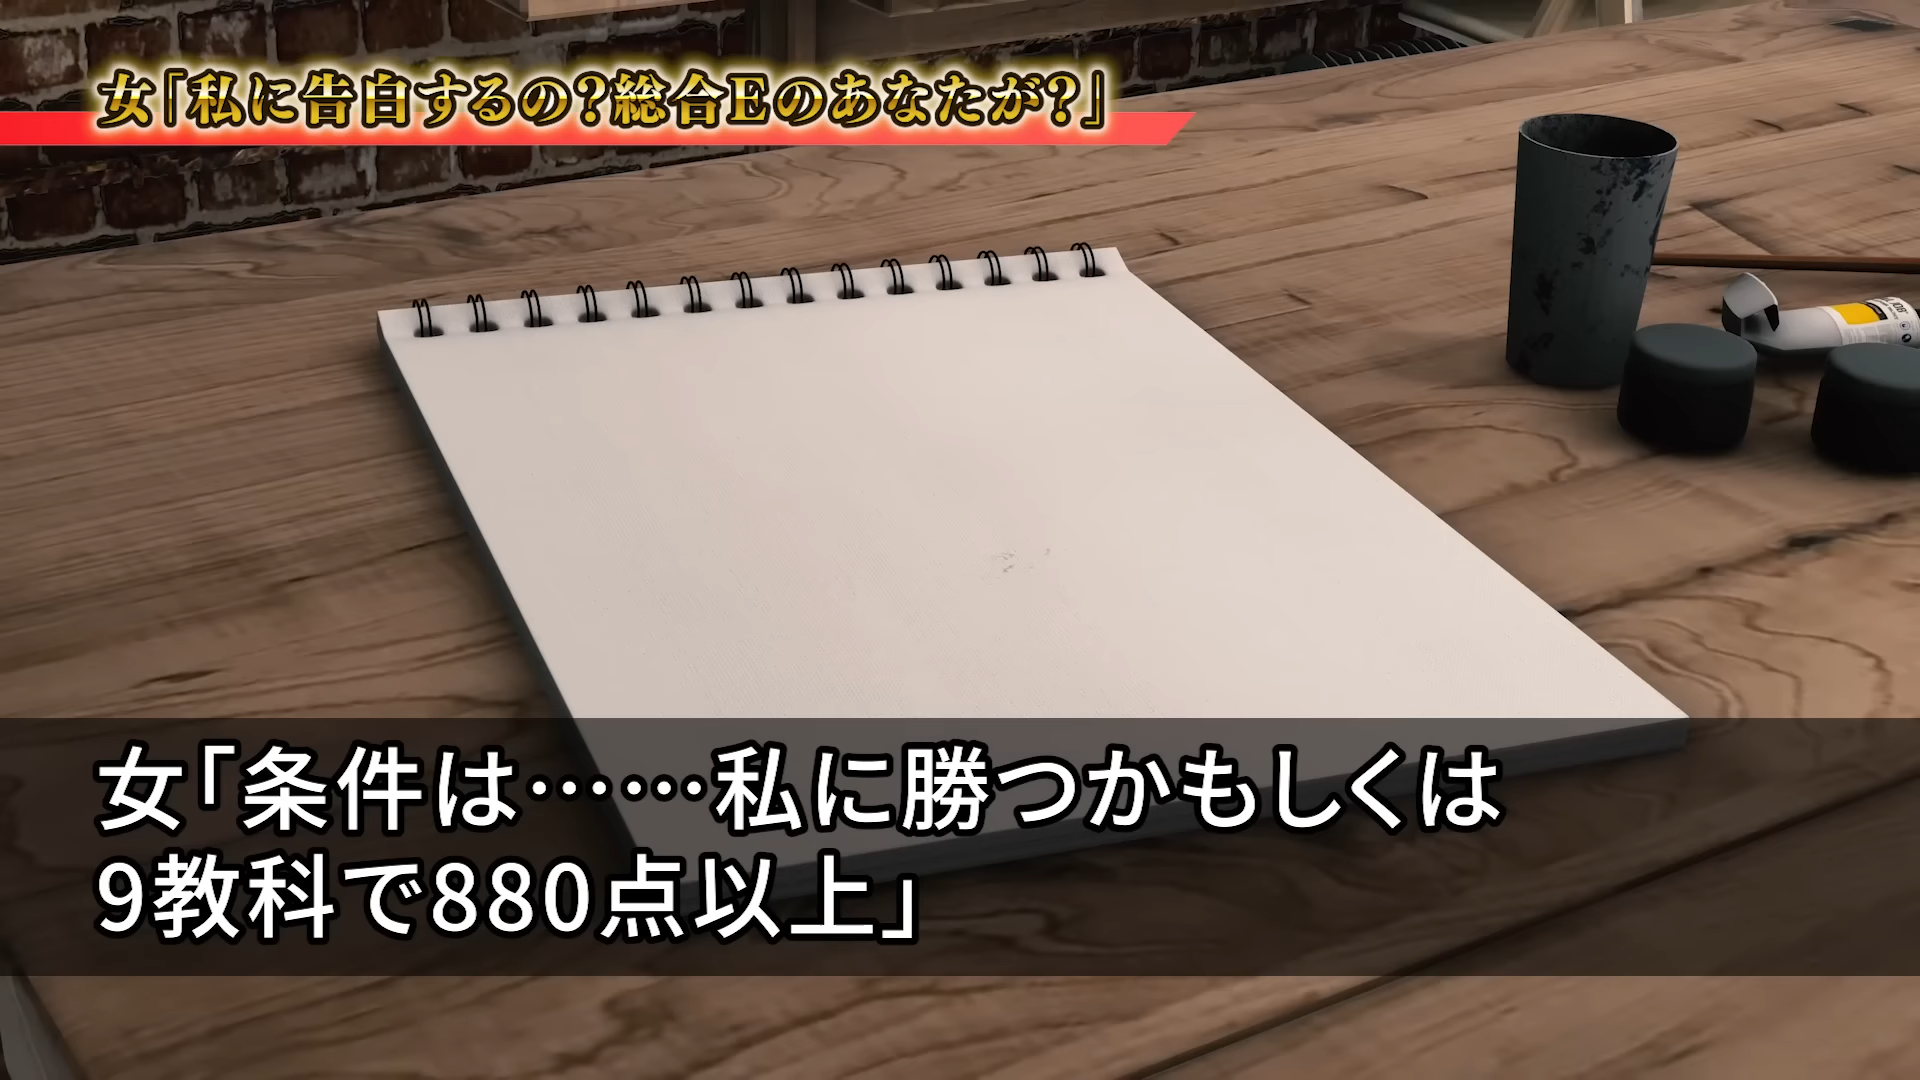 女「私に告白するの?総合Eのあなたが?」
女「条件は……私に勝つかもしくは
9教科で880点以上」